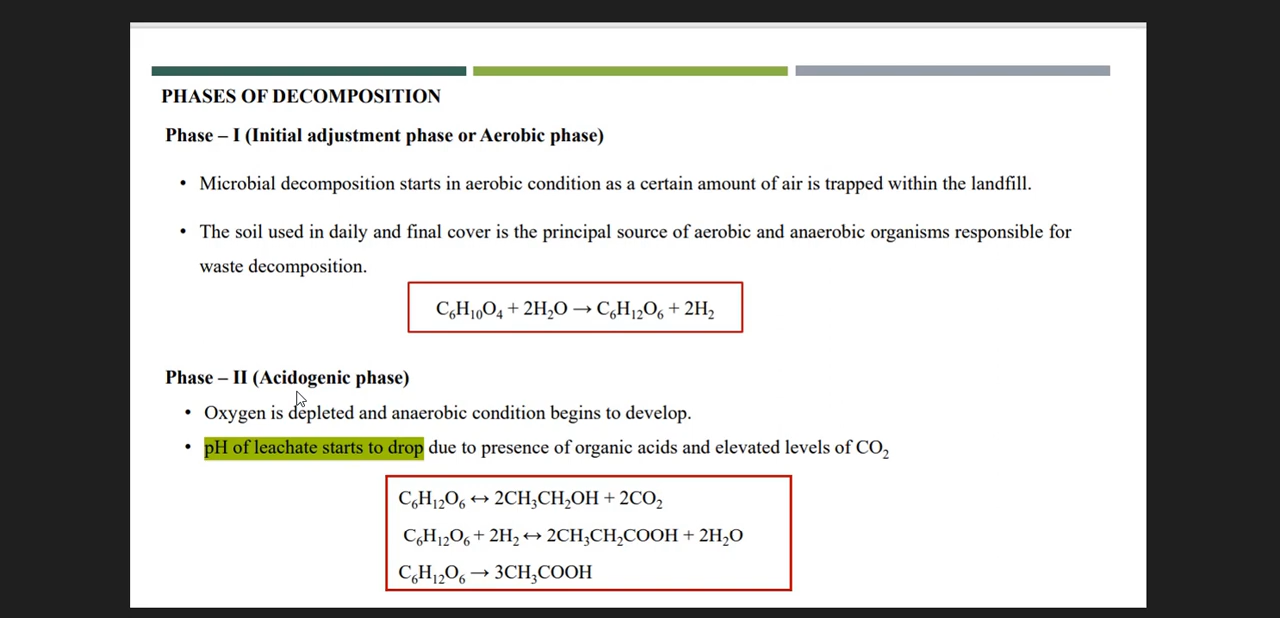 PHASES OF DECOMPOSITION
Phase – I (Initial adjustment phase or Aerobic phase)
• Microbial decomposition starts in aerobic condition as a certain amount of air is trapped within the landfill.
• The soil used in daily and final cover is the principal source of aerobic and anaerobic organisms responsible for
waste decomposition.
C₆H₁₀O₄ + 2H₂O → C₆H₁₂O₆ + 2H₂
Phase – II (Acidogenic phase)
• Oxygen is depleted and anaerobic condition begins to develop.
• pH of leachate starts to drop due to presence of organic acids and elevated levels of CO₂
C₆H₁₂O₆ ↔ 2CH₃CH₂OH + 2CO₂
C₆H₁₂O₆ + 2H₂ ↔ 2CH₃CH₂COOH + 2H₂O
C₆H₁₂O₆ → 3CH₃COOH